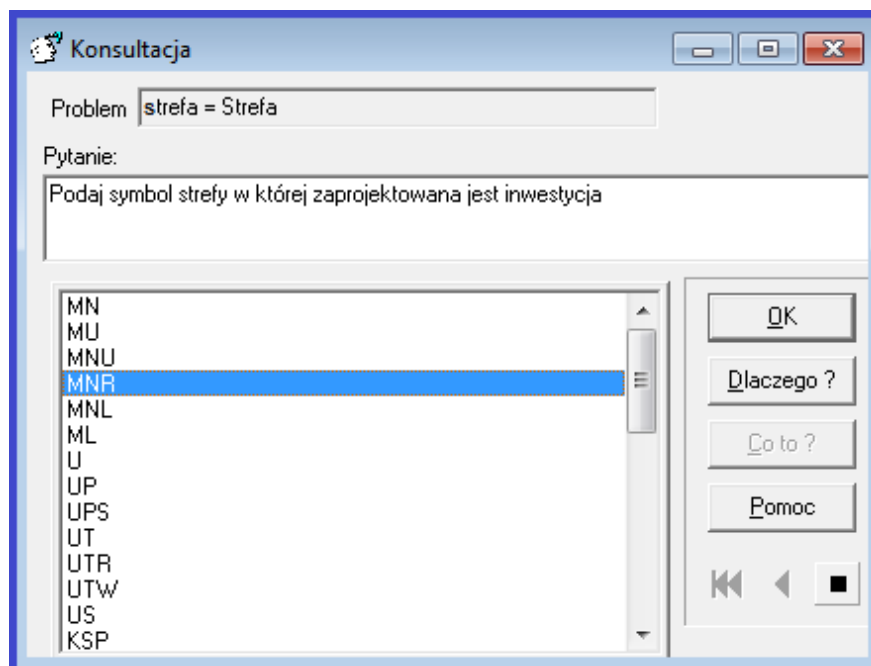 Konsultacja
Problem strefa = Strefa
Pytanie:
Podaj symbol strefy w której zaprojektowana jest inwestycja
MN
MU
MNU
MNR
MNL
ML
U
UP
UPS
UT
UTR
UTW
US
KSP
OK
Dlaczego ?
Co to ?
Pomoc